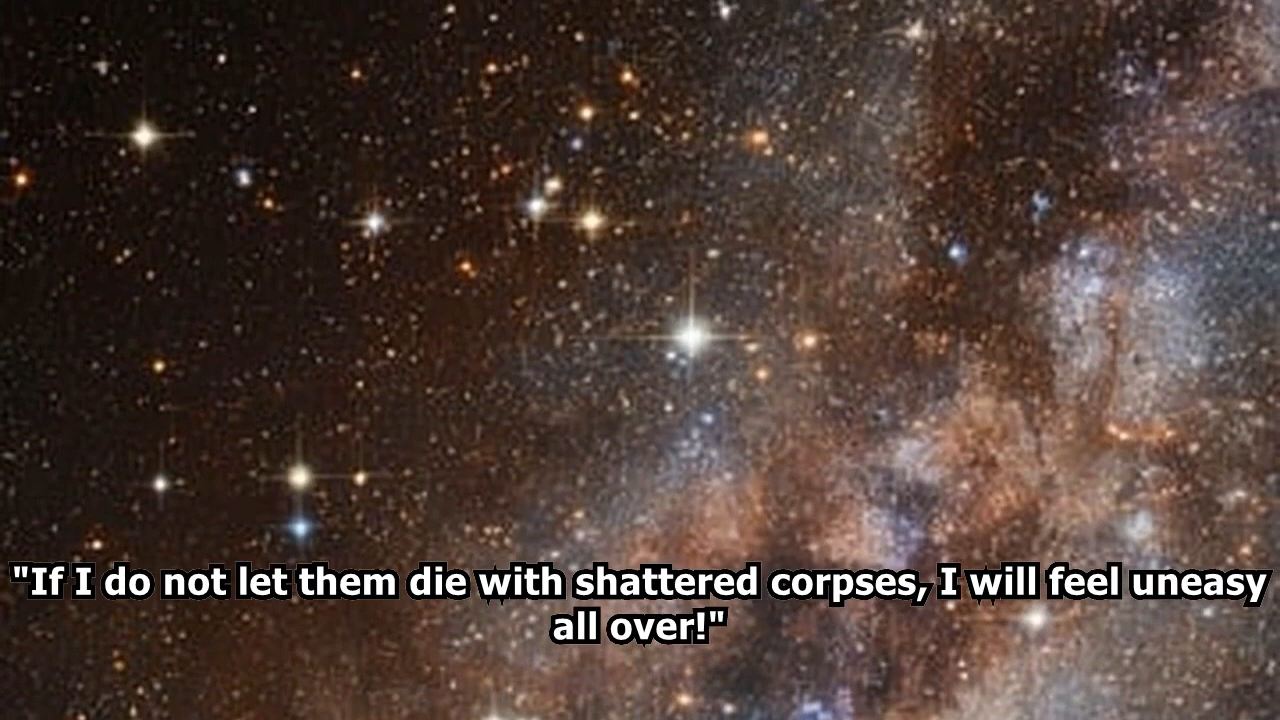 "If I do not let them die with shattered corpses, I will feel uneasy
all over!"